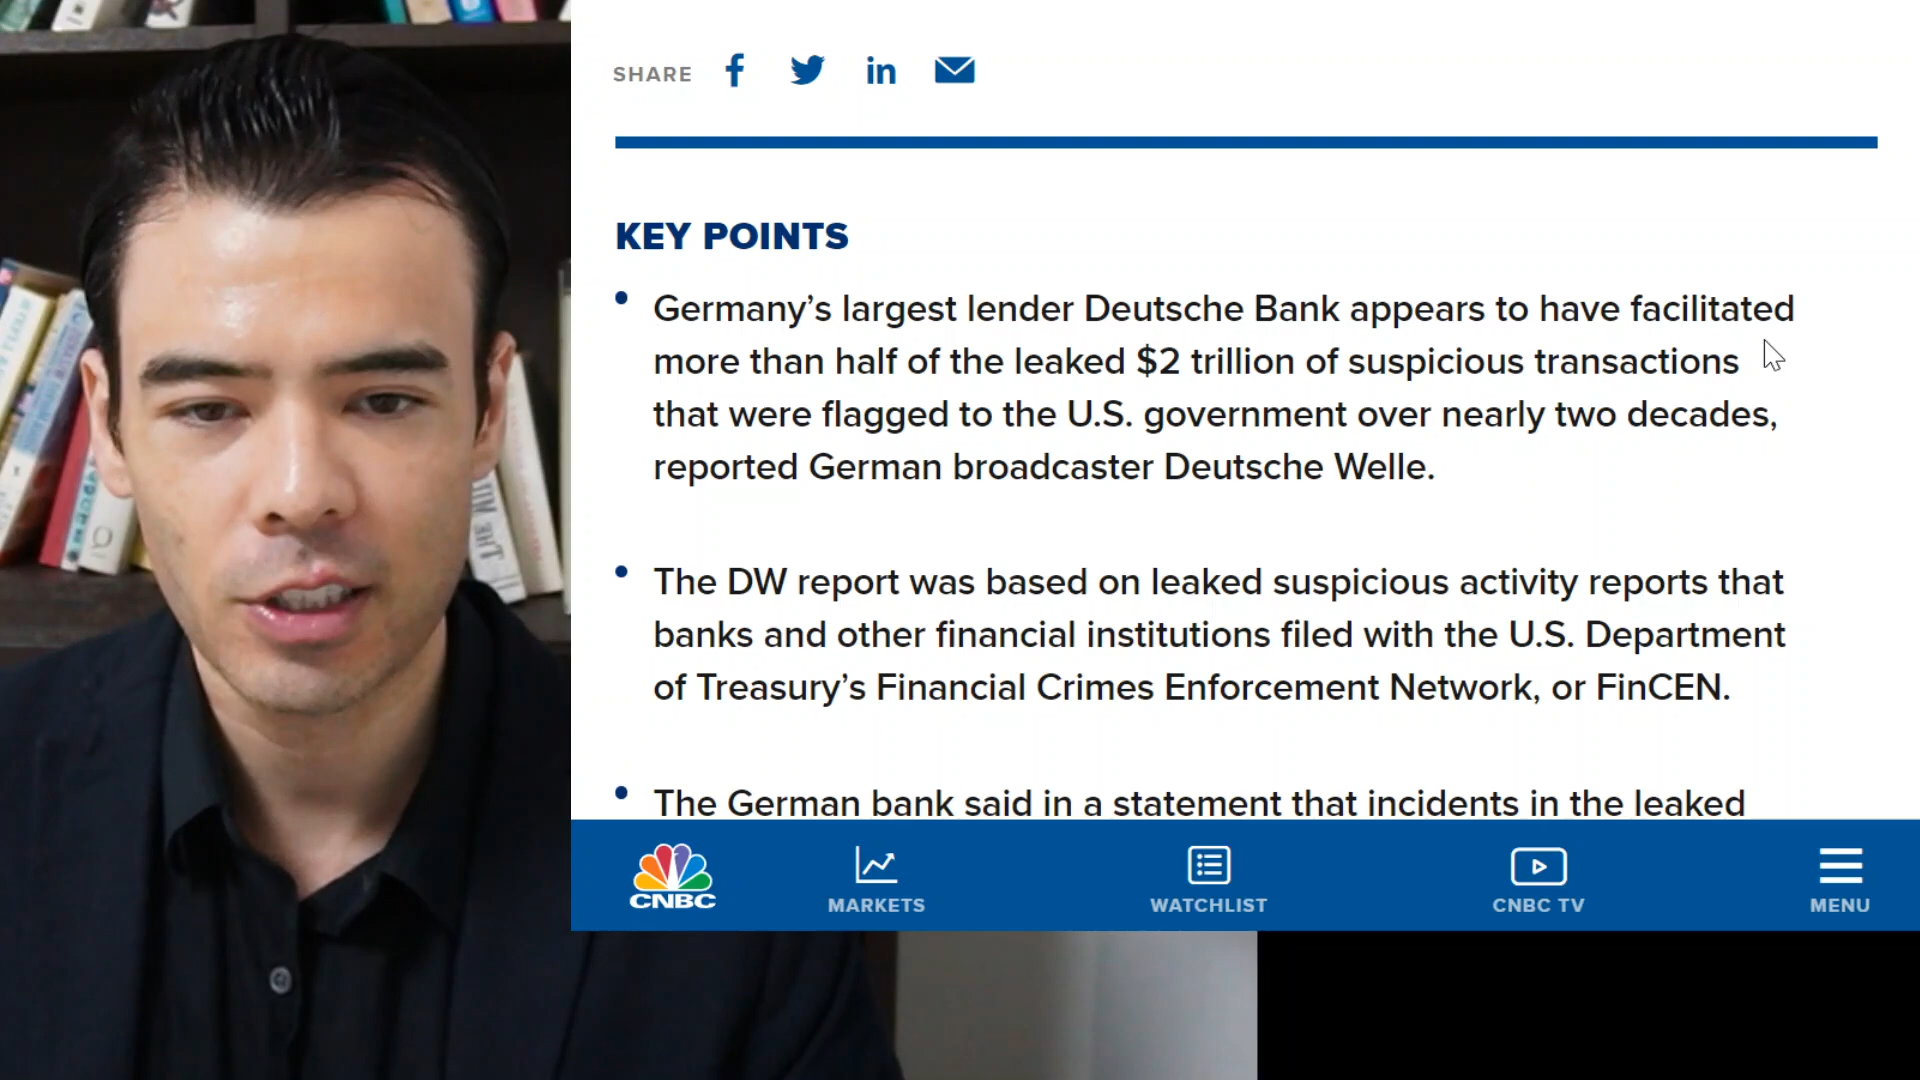 SHARE
KEY POINTS
Germany’s largest lender Deutsche Bank appears to have facilitated
more than half of the leaked $2 trillion of suspicious transactions
that were flagged to the U.S. government over nearly two decades,
reported German broadcaster Deutsche Welle.
The DW report was based on leaked suspicious activity reports that
banks and other financial institutions filed with the U.S. Department
of Treasury’s Financial Crimes Enforcement Network, or FinCEN.
The German bank said in a statement that incidents in the leaked
CNBC
MARKETS
WATCHLIST
CNBC TV
MENU
THE